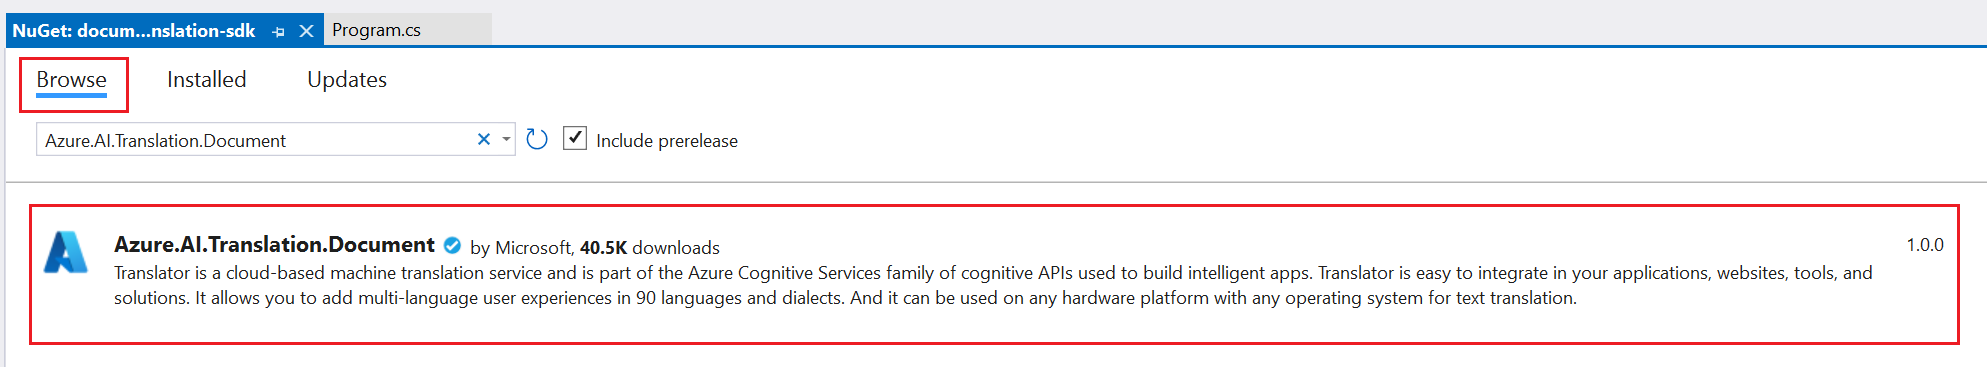 NuGet: docum...nslation-sdk Program.cs
Browse Installed Updates
Azure.AI.Translation.Document Include prerelease
Azure.AI.Translation.Document by Microsoft, 40.5K downloads 1.0.0
Translator is a cloud-based machine translation service and is part of the Azure Cognitive Services family of cognitive APIs used to build intelligent apps. Translator is easy to integrate in your applications, websites, tools, and
solutions. It allows you to add multi-language user experiences in 90 languages and dialects. And it can be used on any hardware platform with any operating system for text translation.